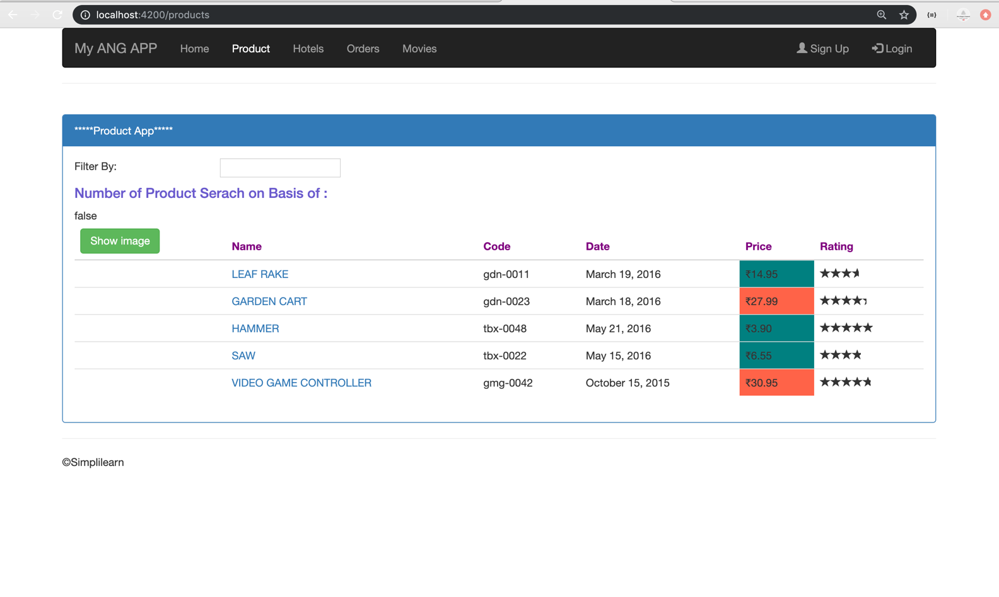 localhost:4200/products
My ANG APP Home Product Hotels Orders Movies Sign Up Login
*****Product App*****
Filter By:
Number of Product Serach on Basis of :
false
Show image Name Code Date Price Rating
LEAF RAKE gdn-0011 March 19, 2016 ₹14.95
GARDEN CART gdn-0023 March 18, 2016 ₹27.99
HAMMER tbx-0048 May 21, 2016 ₹3.90
SAW tbx-0022 May 15, 2016 ₹6.55
VIDEO GAME CONTROLLER gmg-0042 October 15, 2015 ₹30.95
©Simplilearn